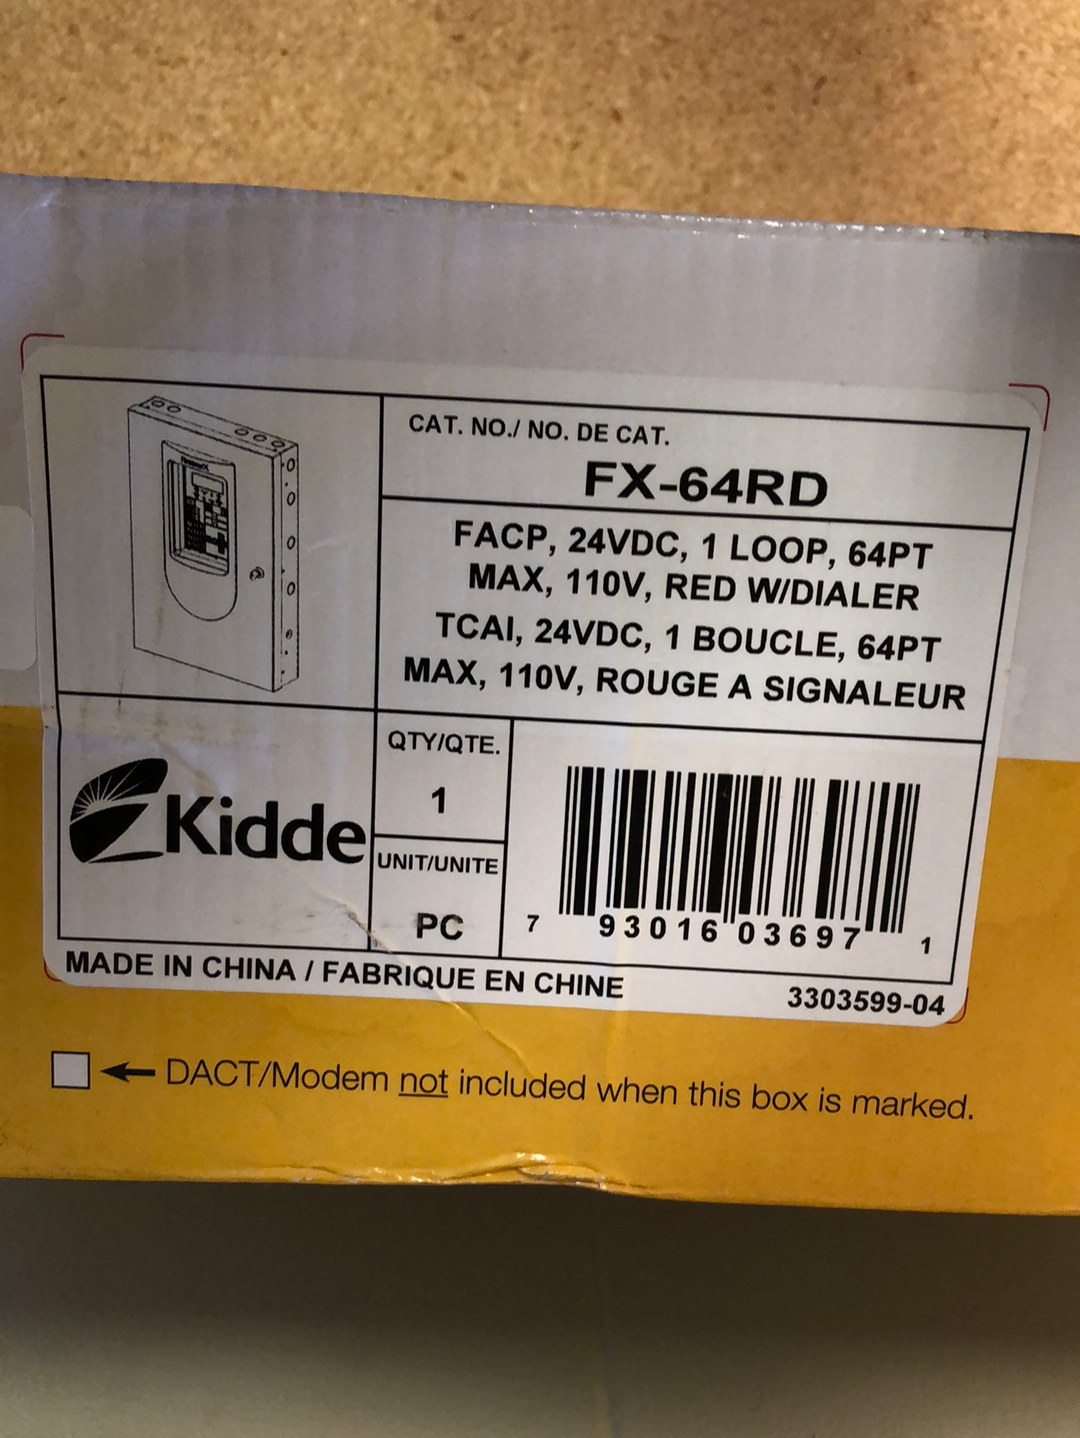 CAT. NO./ NO. DE CAT.
FX-64RD
FACP, 24VDC, 1 LOOP, 64PT
MAX, 110V, RED W/DIALER
TCAI, 24VDC, 1 BOUCLE, 64PT
MAX, 110V, ROUGE A SIGNALEUR
Kidde
QTY/QTE.
1
UNIT/UNITE
PC
7 93016 03697 1
MADE IN CHINA / FABRIQUE EN CHINE
3303599-04
DACT/Modem not included when this box is marked.